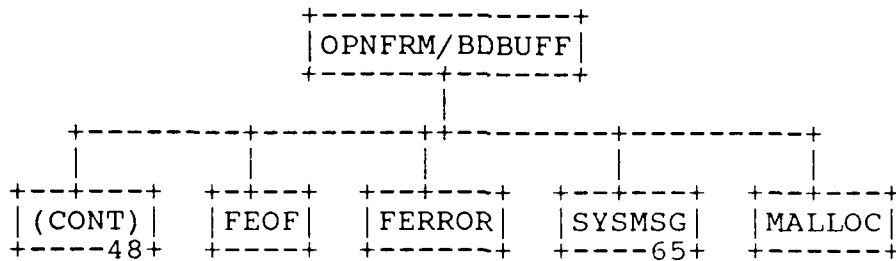 OPNFRM/BDBUFF
(CONT) FEOF FERROR SYSMSG MALLOC
48 65